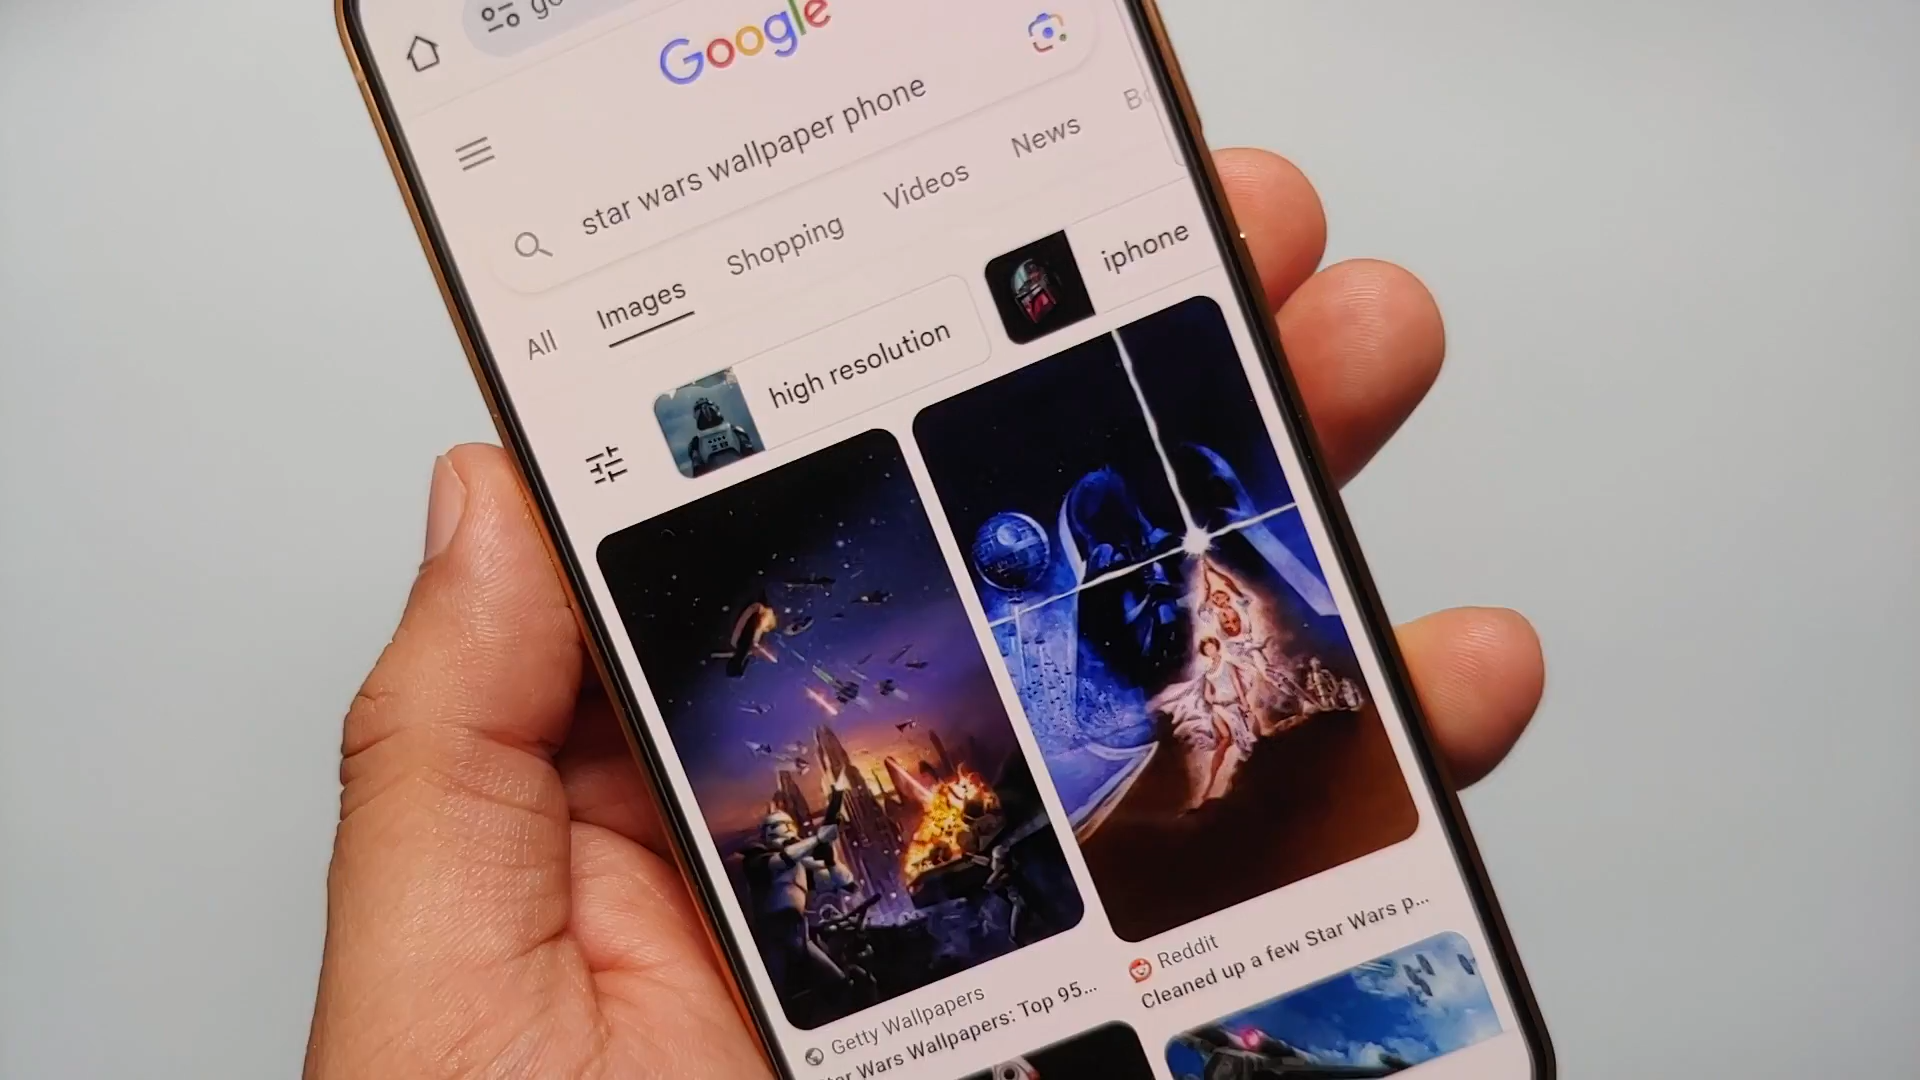 go
Google
star wars wallpaper phone
All Images Shopping Videos News
high resolution
iphone
Getty Wallpapers
Wars Wallpapers: Top 95...
Reddit
Cleaned up a few Star Wars p...